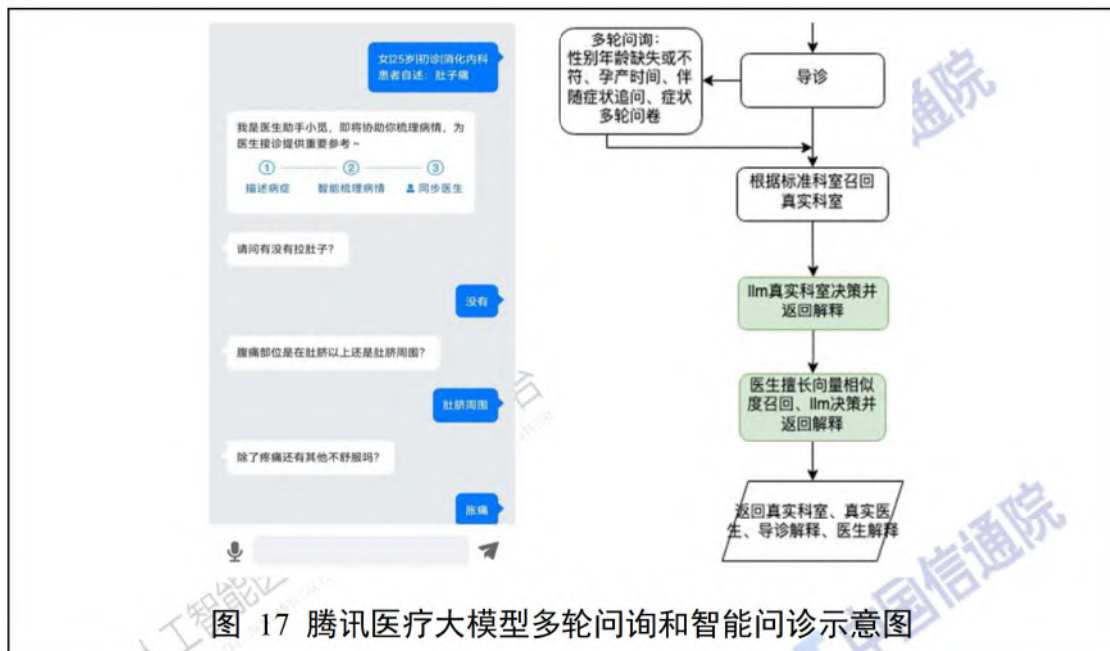 女|25岁|初诊|消化内科
患者自述：肚子痛
我是医生助手小觅，即将协助你梳理病情，为
医生接诊提供重要参考~
① ② ③
描述病症 智能梳理病情 同步医生
请问有没有拉肚子？
没有
腹痛部位是在肚脐以上还是肚脐周围？
肚脐周围
除了疼痛还有其他不舒服吗？
胀痛
多轮问询：
性别年龄缺失或不
符、孕产时间、伴
随症状追问、症状
多轮问卷
导诊
根据标准科室召回
真实科室
llm真实科室决策并
返回解释
医生擅长向量相似
度召回、llm决策并
返回解释
返回真实科室、真实医
生、导诊解释、医生解释
通院
台
人工智能医
中国信通院
图 17 腾讯医疗大模型多轮问询和智能问诊示意图